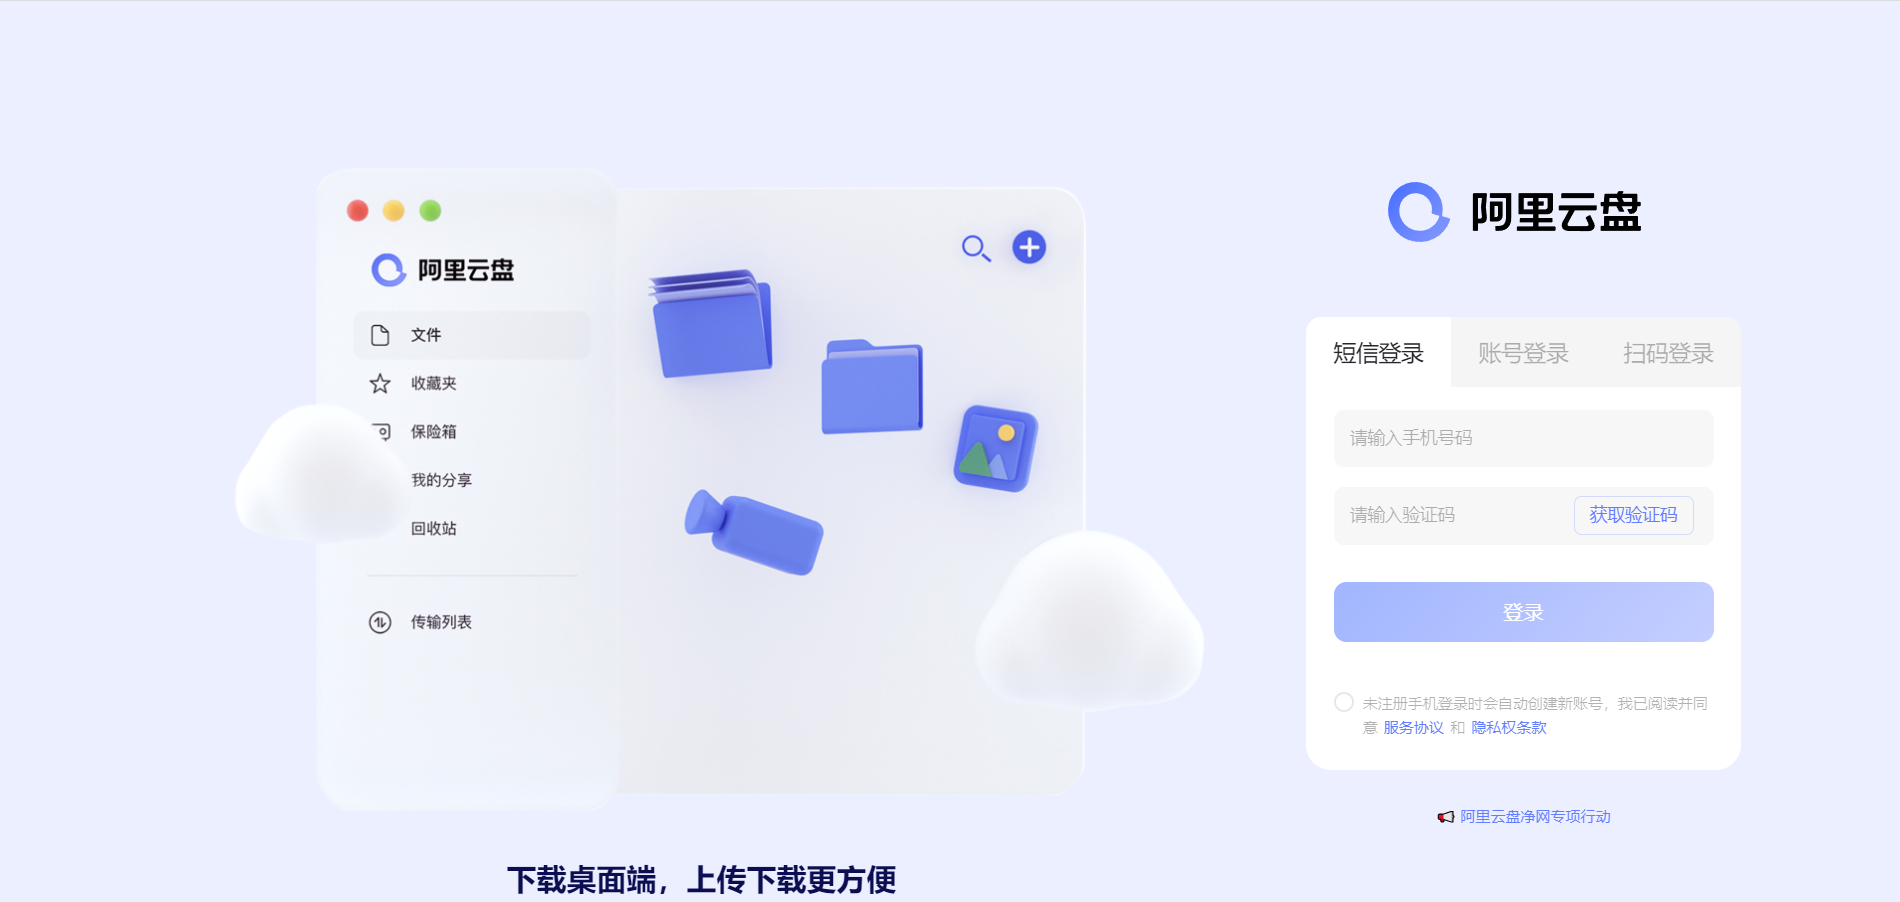 阿里云盘
文件
收藏夹
保险箱
我的分享
回收站
传输列表
下载桌面端，上传下载更方便
阿里云盘
短信登录 账号登录 扫码登录
请输入手机号码
请输入验证码 获取验证码
登录
未注册手机登录时会自动创建新账号，我已阅读并同
意 服务协议 和 隐私权条款
阿里云盘净网专项行动